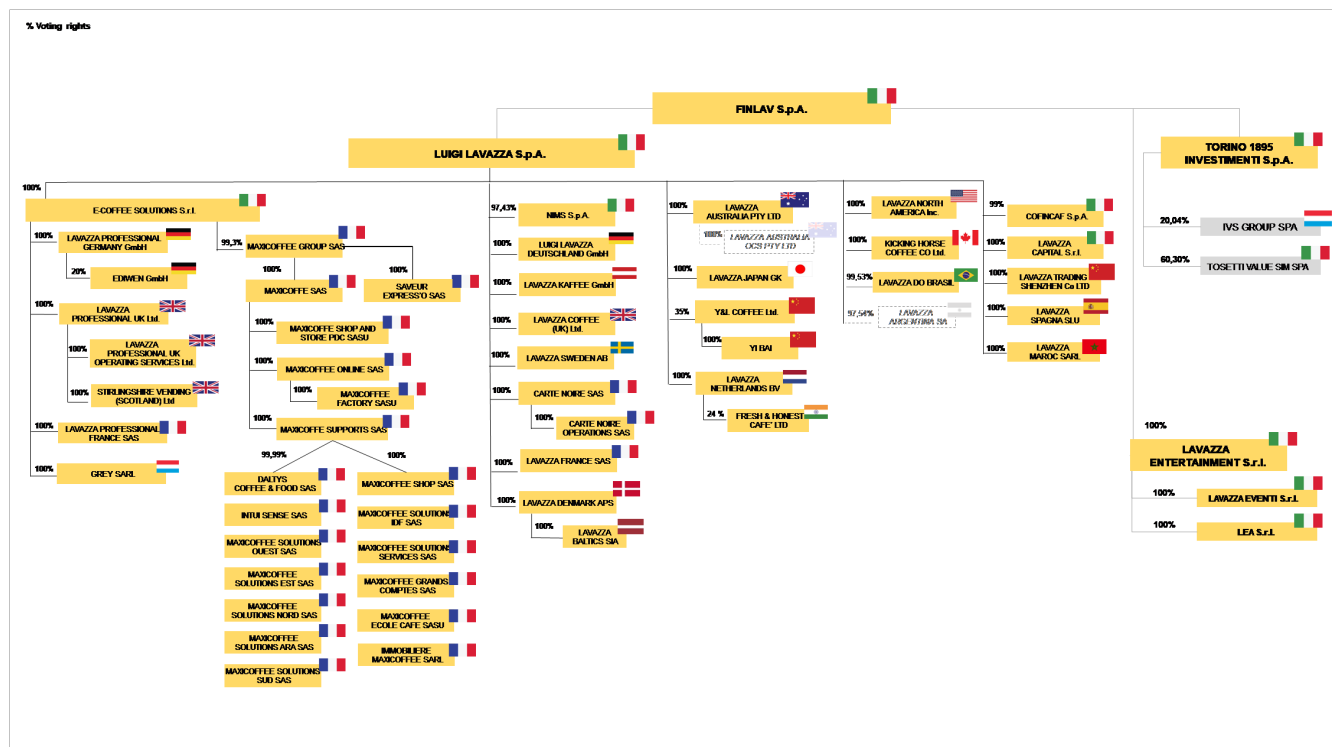 % Voting rights
FINLAV S.p.A.
LUIGI LAVAZZA S.p.A.
TORINO 1895
INVESTIMENTI S.p.A.
20,04%
IVS GROUP SPA
60,30%
TOSETTI VALUE SIM SPA
100%
LAVAZZA
ENTERTAINMENT S.r.l.
100%
LAVAZZA EVENTI S.r.l.
100%
LEA S.r.l.
100%
E-COFFEE SOLUTIONS S.r.l.
100%
LAVAZZA PROFESSIONAL
GERMANY GmbH
20%
EDIWEN GmbH
100%
LAVAZZA
PROFESSIONAL UK Ltd.
100%
LAVAZZA
PROFESSIONAL UK
OPERATING SERVICES Ltd.
100%
STIRLINGSHIRE VENDING
(SCOTLAND) Ltd
100%
LAVAZZA PROFESSIONAL
FRANCE SAS
100%
GREY SARL
99,3%
MAXICOFFEE GROUP SAS
100%
MAXICOFFE SAS
100%
SAVEUR
EXPRESS'O SAS
100%
MAXICOFFE SHOP AND
STORE PDC SASU
100%
MAXICOFFEE ONLINE SAS
100%
MAXICOFFEE
FACTORY SASU
100%
MAXICOFFE SUPPORTS SAS
99,99%
100%
DALTYS
COFFEE & FOOD SAS
INTUI SENSE SAS
MAXICOFFEE SOLUTIONS
OUEST SAS
MAXICOFFEE
SOLUTIONS EST SAS
MAXICOFFEE
SOLUTIONS NORD SAS
MAXICOFFEE
SOLUTIONS ARA SAS
MAXICOFFEE SOLUTIONS
SUD SAS
MAXICOFFEE SHOP SAS
MAXICOFFEE SOLUTIONS
IDF SAS
MAXICOFFEE SOLUTIONS
SERVICES SAS
MAXICOFFEE GRANDS
COMPTES SAS
MAXICOFFEE
ECOLE CAFE SASU
IMMOBILIERE
MAXICOFFEE SARL
97,43%
NIMS S.p.A.
100%
LUIGI LAVAZZA
DEUTSCHLAND GmbH
100%
LAVAZZA KAFFEE GmbH
100%
LAVAZZA COFFEE
(UK) Ltd.
100%
LAVAZZA SWEDEN AB
100%
CARTE NOIRE SAS
100%
CARTE NOIRE
OPERATIONS SAS
100%
LAVAZZA FRANCE SAS
100%
LAVAZZA DENMARK APS
100%
LAVAZZA
BALTICS SIA
100%
LAVAZZA
AUSTRALIA PTY LTD
100%
LAVAZZA AUSTRALIA
OCS PTY LTD
100%
LAVAZZA JAPAN GK
35%
Y&L COFFEE Ltd.
100%
YI BAI
100%
LAVAZZA
NETHERLANDS BV
24 %
FRESH & HONEST
CAFE' LTD
100%
LAVAZZA NORTH
AMERICA Inc.
100%
KICKING HORSE
COFFEE CO Ltd.
99,53%
LAVAZZA DO BRASIL
97,54%
LAVAZZA
ARGENTINA SA
99%
COFINCAF S.p.A.
100%
LAVAZZA
CAPITAL S.r.l.
100%
LAVAZZA TRADING
SHENZHEN Co LTD
100%
LAVAZZA
SPAGNA SLU
100%
LAVAZZA
MAROC SARL